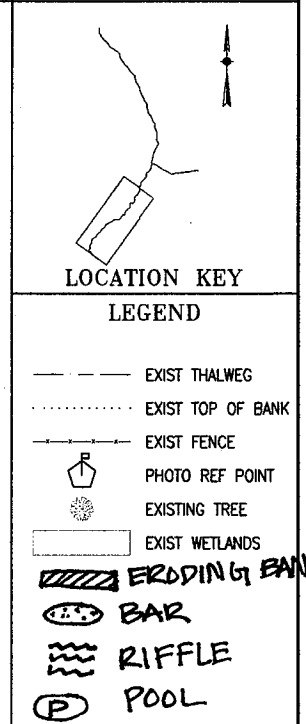 LOCATION KEY
LEGEND
EXIST THALWEG
EXIST TOP OF BANK
EXIST FENCE
PHOTO REF POINT
EXISTING TREE
EXIST WETLANDS
ERODING BAN
BAR
RIFFLE
P POOL